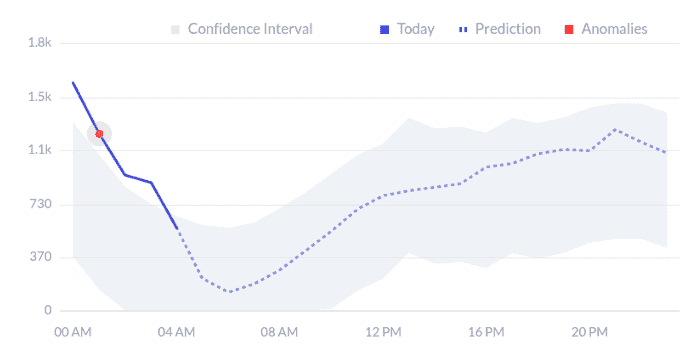 Confidence Interval Today Prediction Anomalies
1.8k
1.5k
1.1k
730
370
0
00 AM 04 AM 08 AM 12 PM 16 PM 20 PM